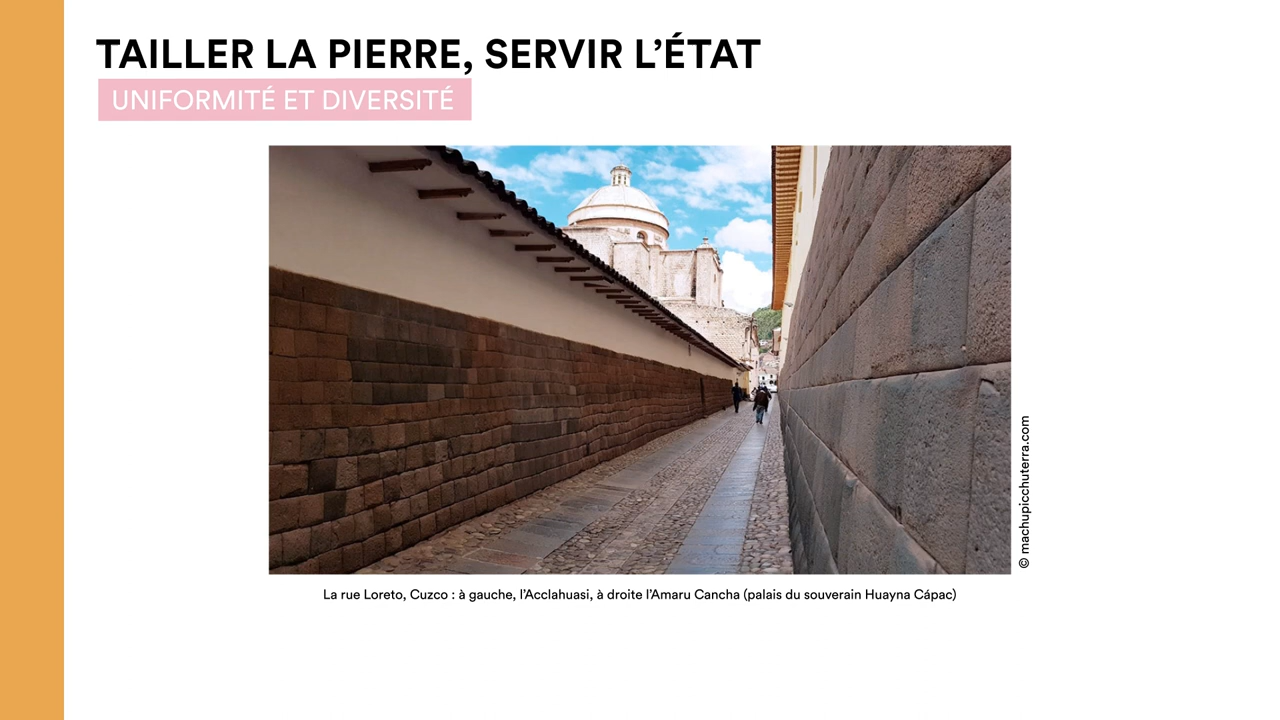 TAILLER LA PIERRE, SERVIR L’ÉTAT
UNIFORMITÉ ET DIVERSITÉ
© machupicchuterra.com
La rue Loreto, Cuzco : à gauche, l’Acclahuasi, à droite l’Amaru Cancha (palais du souverain Huayna Cápac)